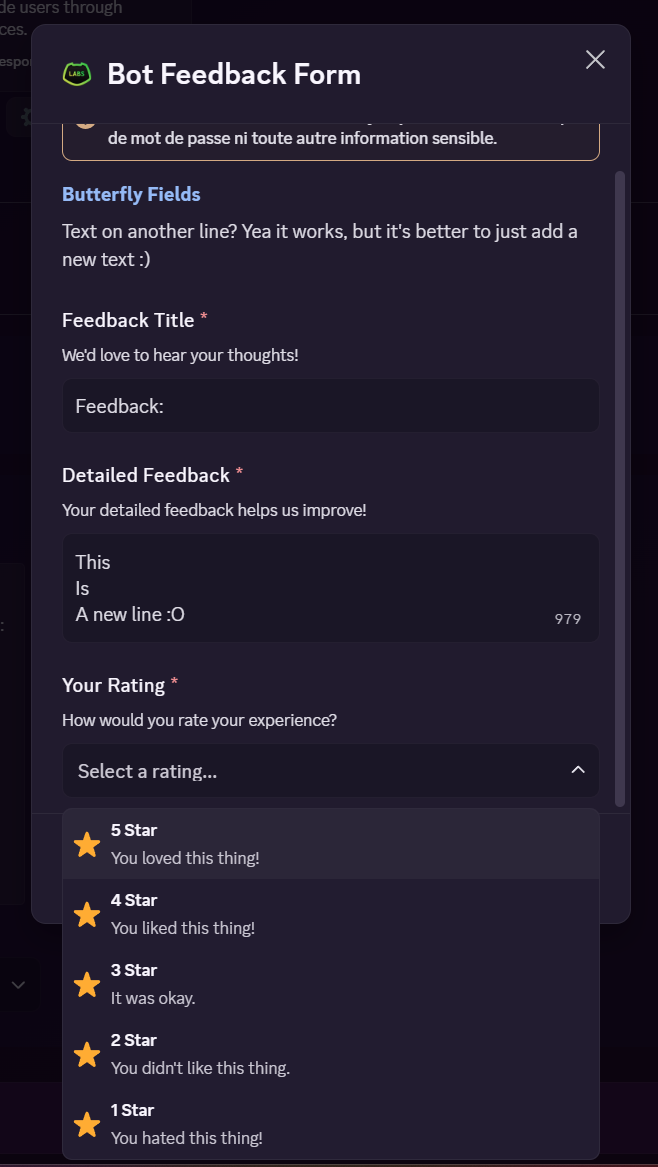 de users through
ces.
LABS
Bot Feedback Form
de mot de passe ni toute autre information sensible.
Butterfly Fields
Text on another line? Yea it works, but it's better to just add a
new text :)
Feedback Title *
We'd love to hear your thoughts!
Feedback:
Detailed Feedback *
Your detailed feedback helps us improve!
This
Is
A new line :O
979
Your Rating *
How would you rate your experience?
Select a rating...
5 Star
You loved this thing!
4 Star
You liked this thing!
3 Star
It was okay.
2 Star
You didn't like this thing.
1 Star
You hated this thing!